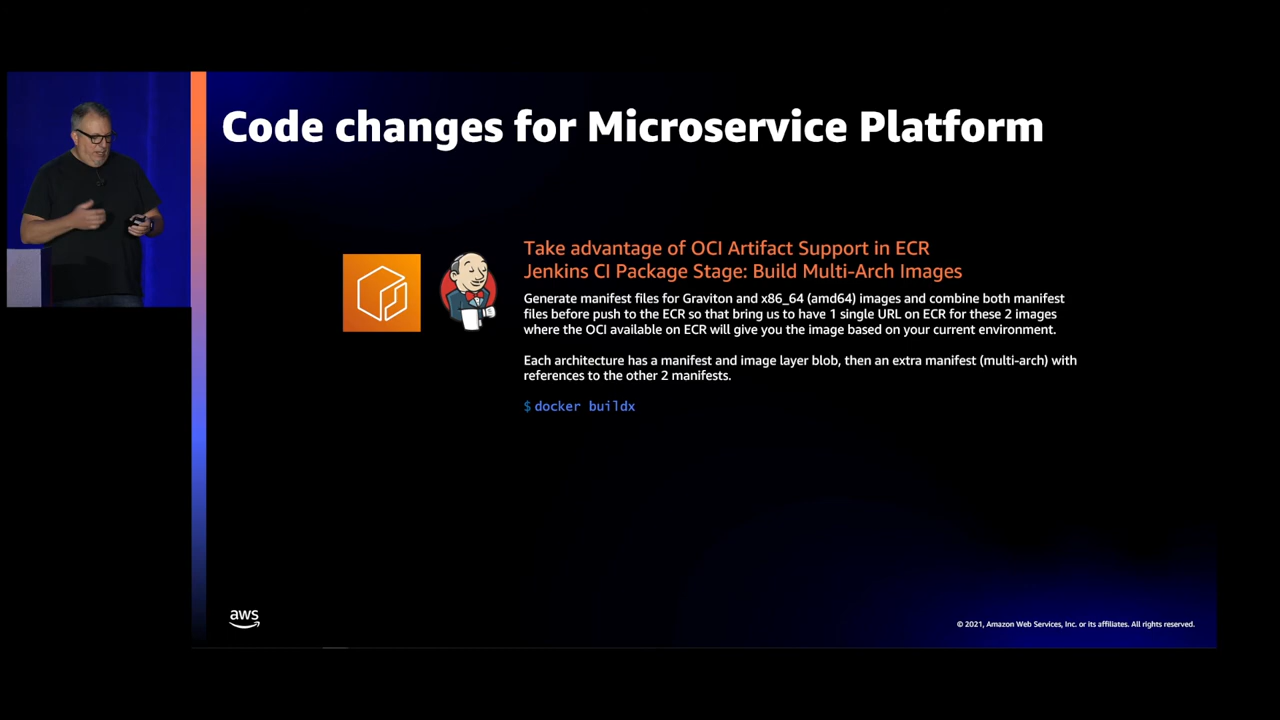 Code changes for Microservice Platform
Take advantage of OCI Artifact Support in ECR
Jenkins CI Package Stage: Build Multi-Arch Images
Generate manifest files for Graviton and x86_64 (amd64) images and combine both manifest
files before push to the ECR so that bring us to have 1 single URL on ECR for these 2 images
where the OCI available on ECR will give you the image based on your current environment.
Each architecture has a manifest and image layer blob, then an extra manifest (multi-arch) with
references to the other 2 manifests.
$ docker buildx
aws
© 2021, Amazon Web Services, Inc. or its affiliates. All rights reserved.